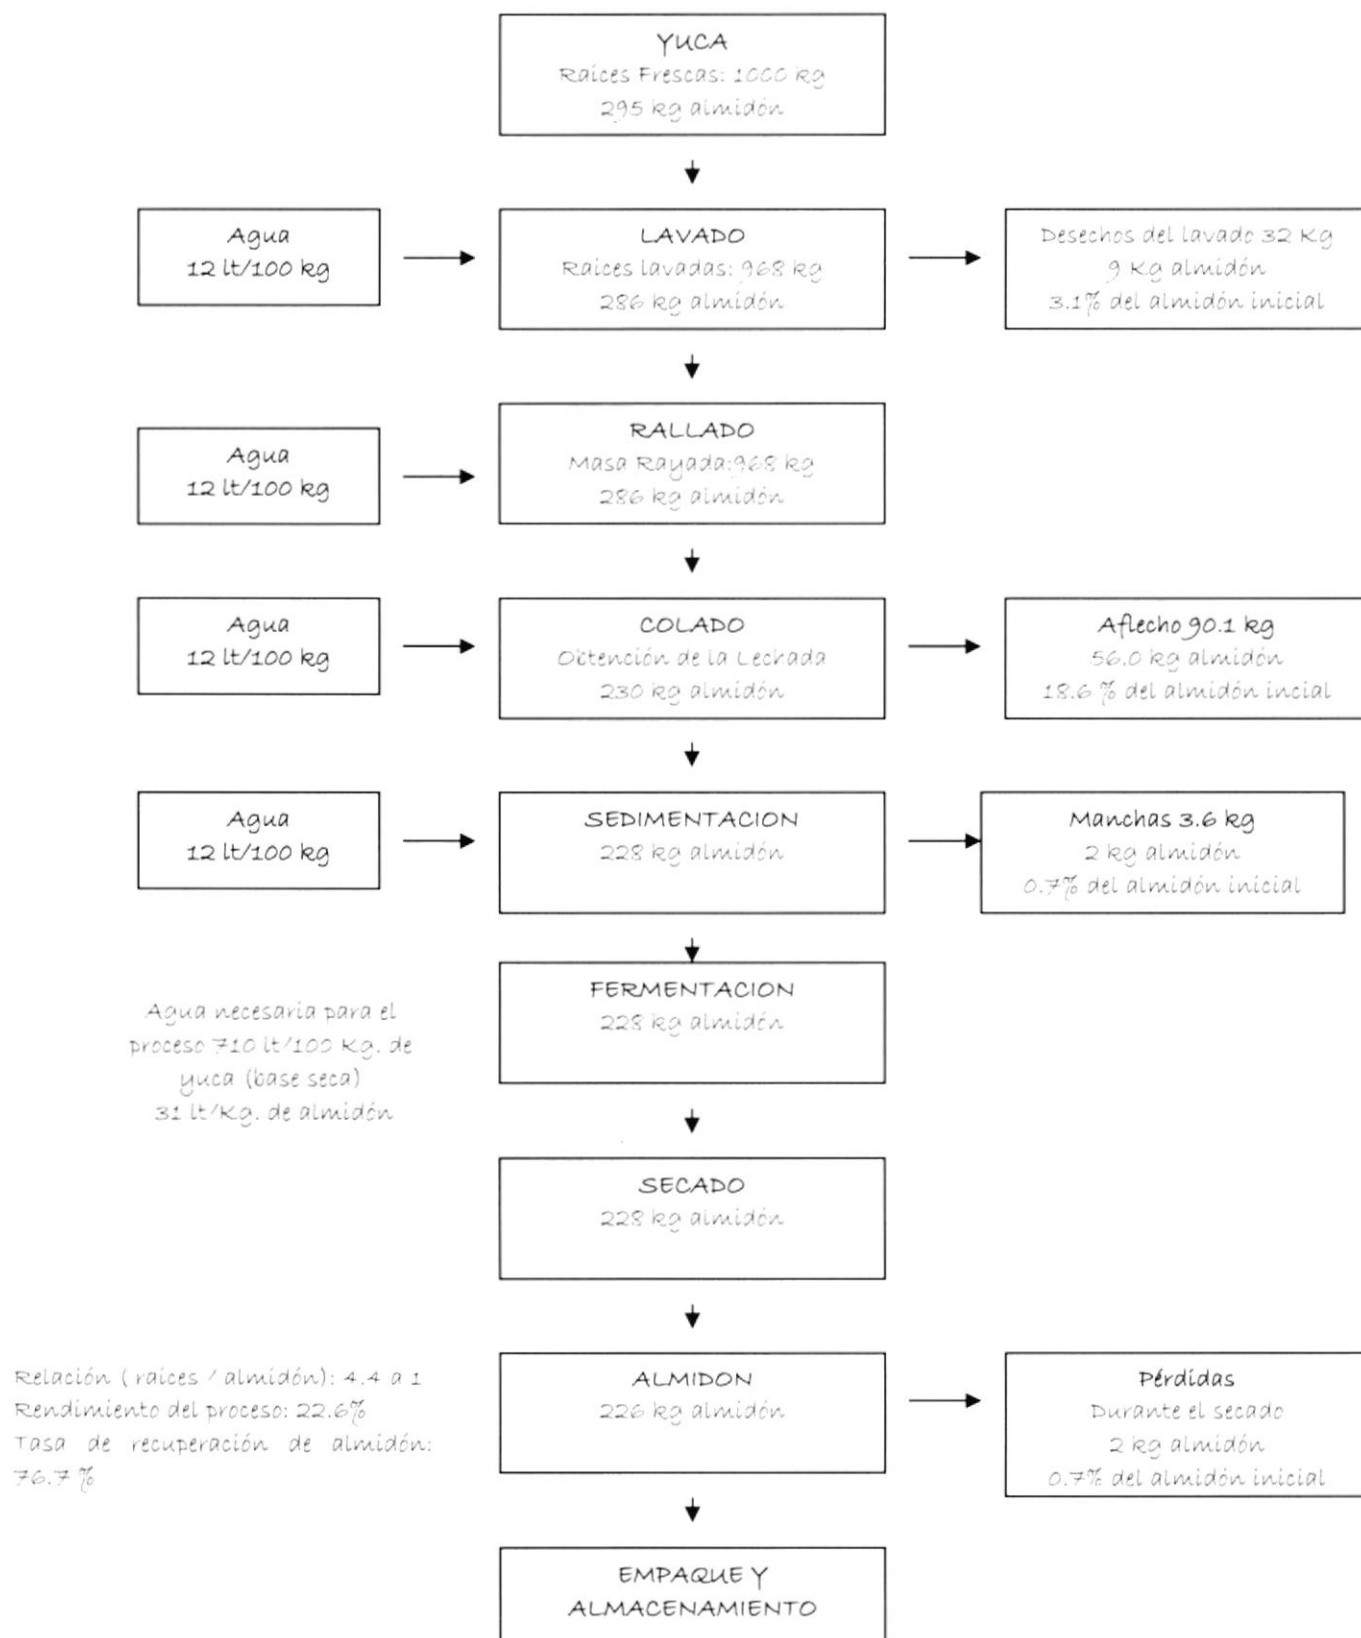 YUCA
Raíces Frescas: 1000 kg
295 kg almidón
Agua
12 lt/100 kg
LAVADO
Raíces lavadas: 968 kg
286 kg almidón
Desechos del lavado 32 Kg
9 Kg almidón
3.1% del almidón inicial
Agua
12 lt/100 kg
RALLADO
Masa Rayada:968 kg
286 kg almidón
Agua
12 lt/100 kg
COLADO
Obtención de la Lechada
230 kg almidón
Aflecho 90.1 kg
56.0 kg almidón
18.6 % del almidón incial
Agua
12 lt/100 kg
SEDIMENTACION
228 kg almidón
Manchas 3.6 kg
2 kg almidón
0.7% del almidón inicial
FERMENTACION
228 kg almidón
Agua necesaria para el
proceso 710 lt/100 Kg. de
yuca (base seca)
31 lt/Kg. de almidón
SECADO
228 kg almidón
Relación ( raíces / almidón): 4.4 a 1
Rendimiento del proceso: 22.6%
Tasa de recuperación de almidón:
76.7 %
ALMIDON
226 kg almidón
Pérdidas
Durante el secado
2 kg almidón
0.7% del almidón inicial
EMPAQUE Y
ALMACENAMIENTO